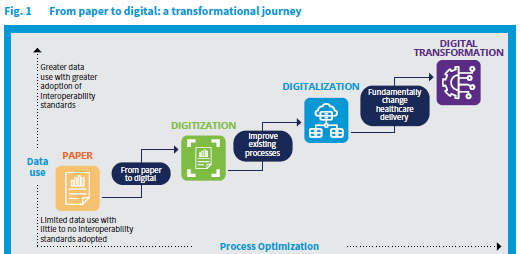 Fig. 1 From paper to digital: a transformational journey
DIGITAL
TRANSFORMATION
Greater data
use with greater
adoption of
Interoperability
standards
DIGITALIZATION
Fundamentally
change
healthcare
delivery
DIGITIZATION
Improve
existing
processes
Data
use
PAPER
From paper
to digital
Limited data use with
little to no Interoperability
standards adopted
Process Optimization